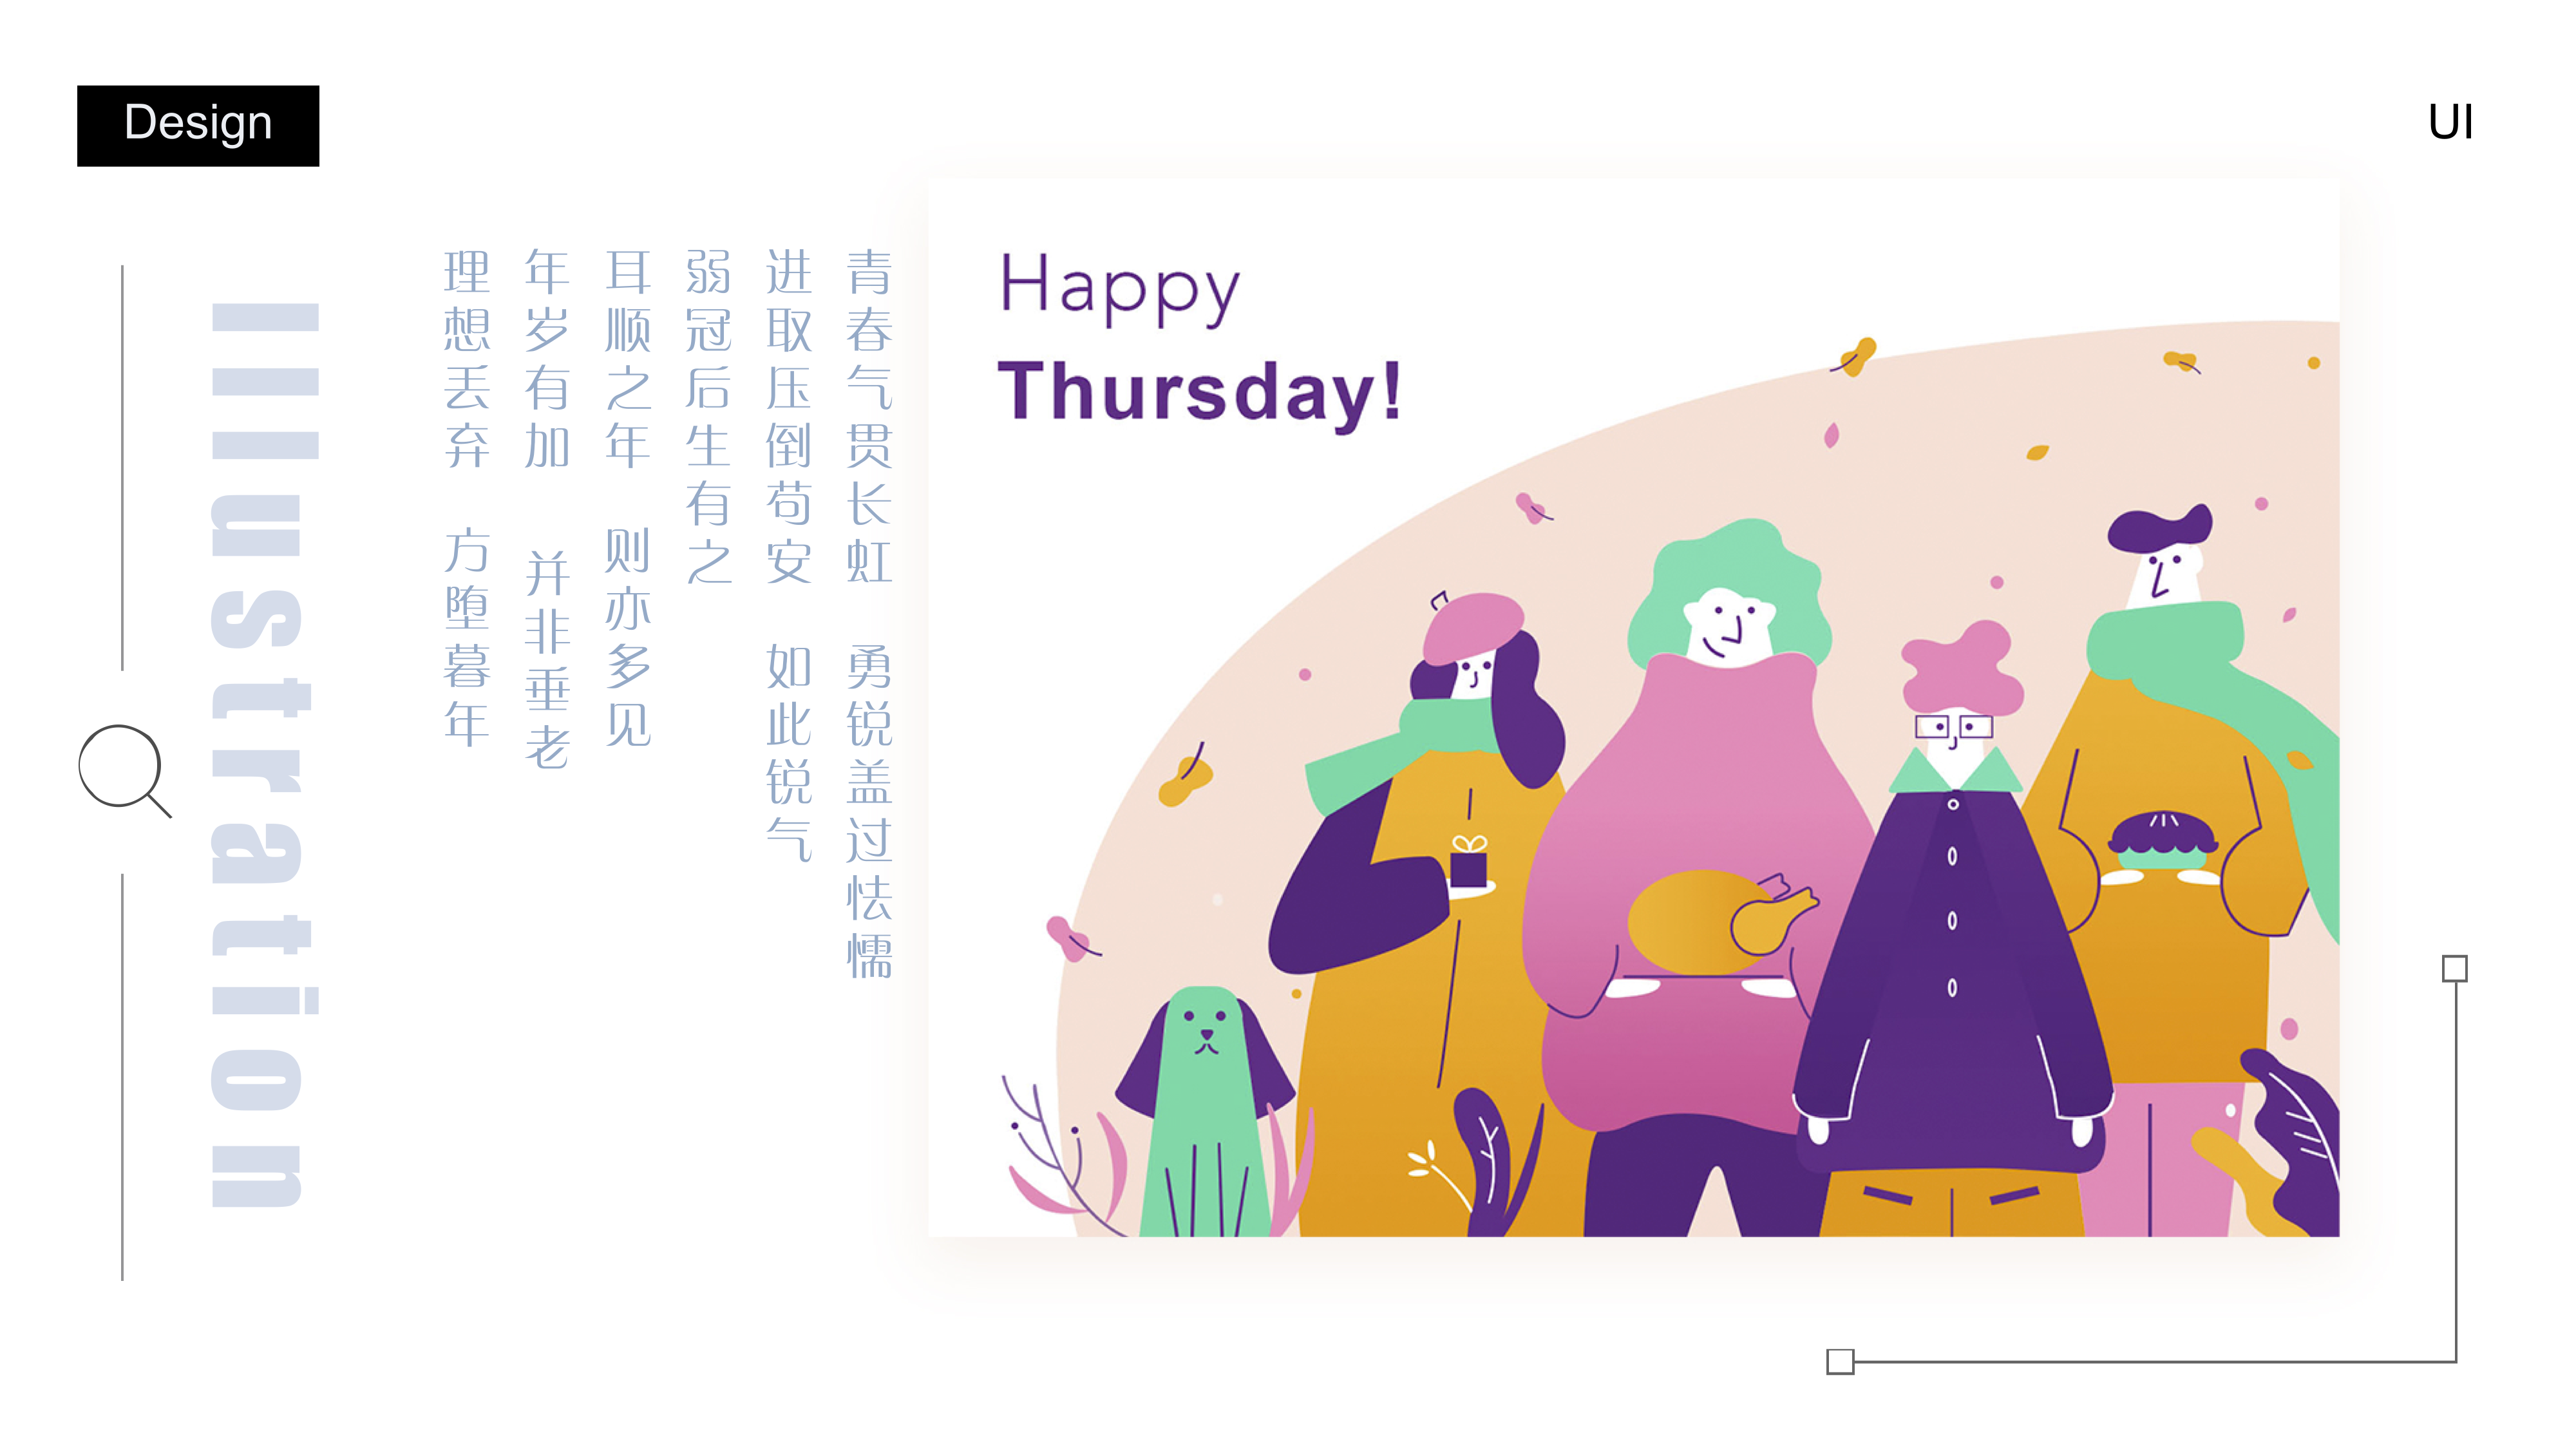 Design
UI
Illustration
青春气贯长虹 勇锐盖过怯懦
进取压倒苟安 如此锐气
弱冠后生有之
耳顺之年 则亦多见
年岁有加 并非垂老
理想丢弃 方堕暮年
Happy
Thursday!